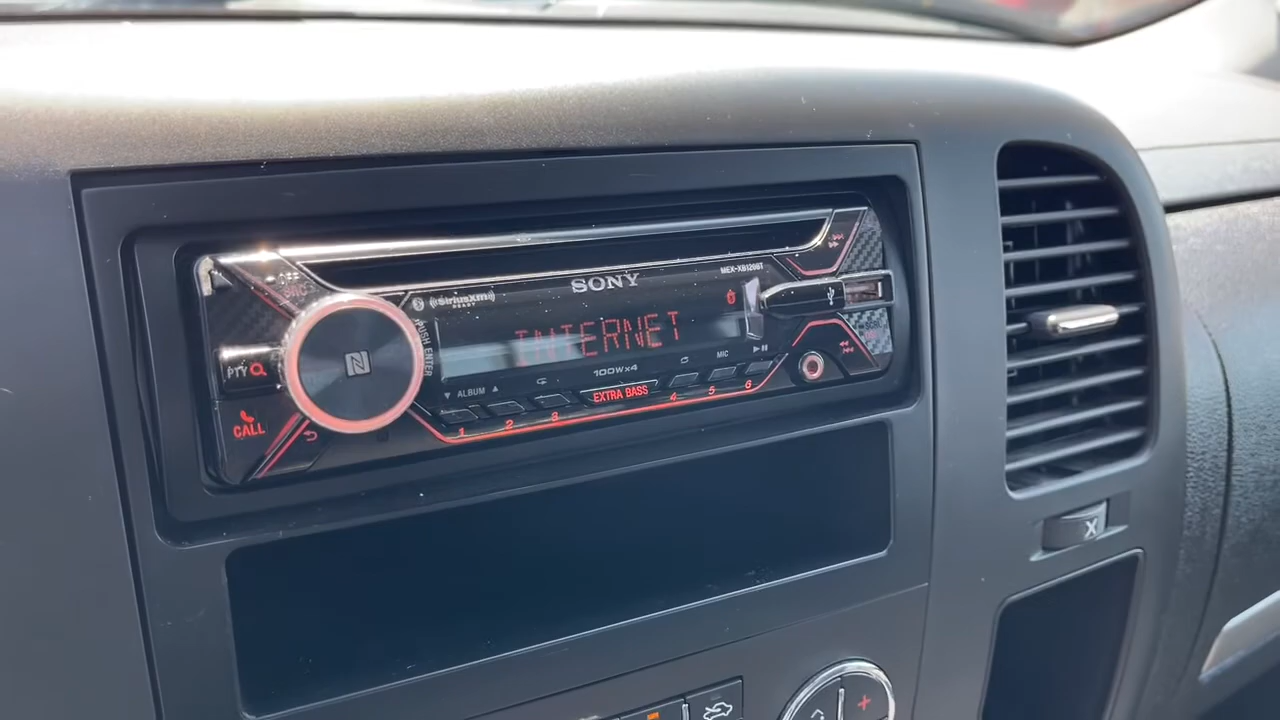 SONY
MEX-XB120BT
((SiriusXM))
READY
INTERNET
PUSH ENTER
PTY
CALL
ALBUM
100W×4
MIC
EXTRA BASS
1 2 3 4 5 6
X